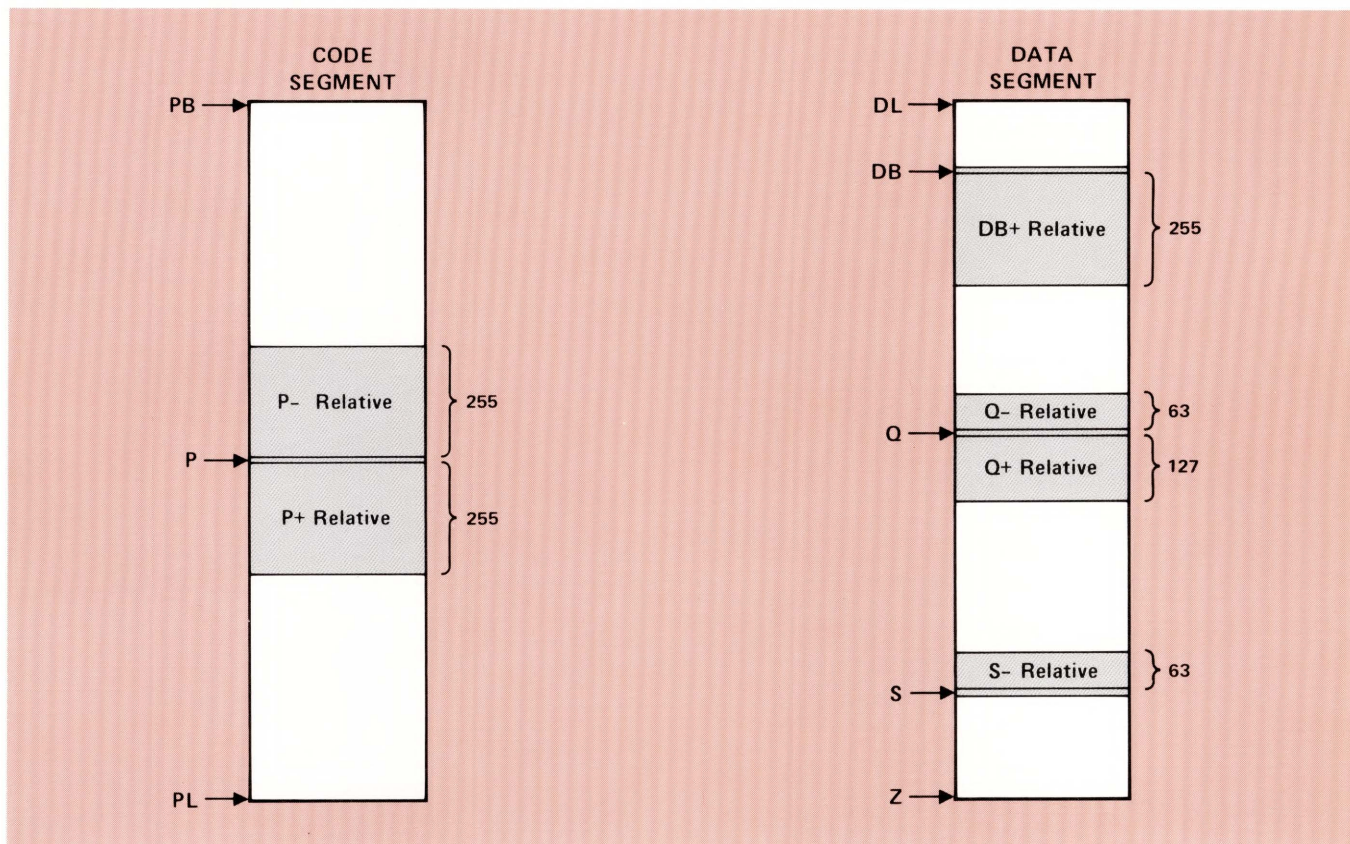 CODE
SEGMENT
PB
P- Relative
255
P
P+ Relative
255
PL
DATA
SEGMENT
DL
DB
DB+ Relative
255
Q- Relative
63
Q
Q+ Relative
127
S- Relative
63
S
Z